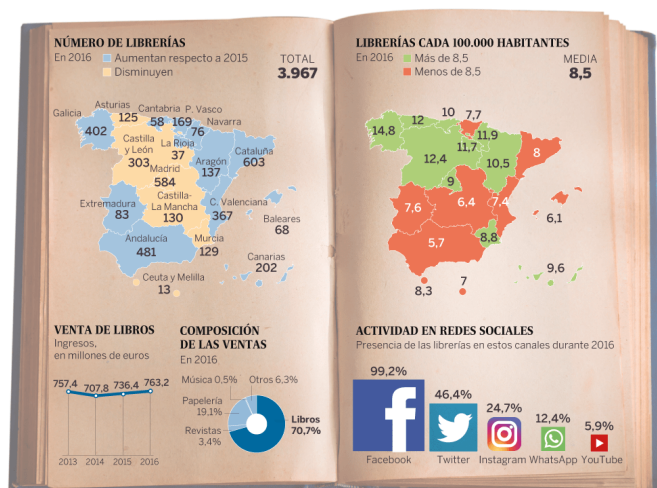 NÚMERO DE LIBRERÍAS
En 2016
Aumentan respecto a 2015
Disminuyen
TOTAL
3.967
Galicia
402
Asturias
125
Cantabria
58
P. Vasco
169
Navarra
76
Castilla
y León
303
La Rioja
37
Aragón
137
Cataluña
603
Madrid
584
Castilla-
La Mancha
130
C. Valenciana
367
Extremadura
83
Baleares
68
Andalucía
481
Murcia
129
Canarias
202
Ceuta y Melilla
13
VENTA DE LIBROS
Ingresos,
en millones de euros
757,4
707,8
736,4
763,2
2013
2014
2015
2016
COMPOSICIÓN
DE LAS VENTAS
En 2016
Música 0,5%
Otros 6,3%
Papelería
19,1%
Revistas
3,4%
Libros
70,7%
LIBRERÍAS CADA 100.000 HABITANTES
En 2016
Más de 8,5
Menos de 8,5
MEDIA
8,5
14,8
12
10
7,7
11,9
11,7
12,4
10,5
8
9
7,6
6,4
7,4
6,1
5,7
8,8
9,6
8,3
7
ACTIVIDAD EN REDES SOCIALES
Presencia de las librerías en estos canales durante 2016
99,2%
Facebook
46,4%
Twitter
24,7%
Instagram
12,4%
WhatsApp
5,9%
YouTube